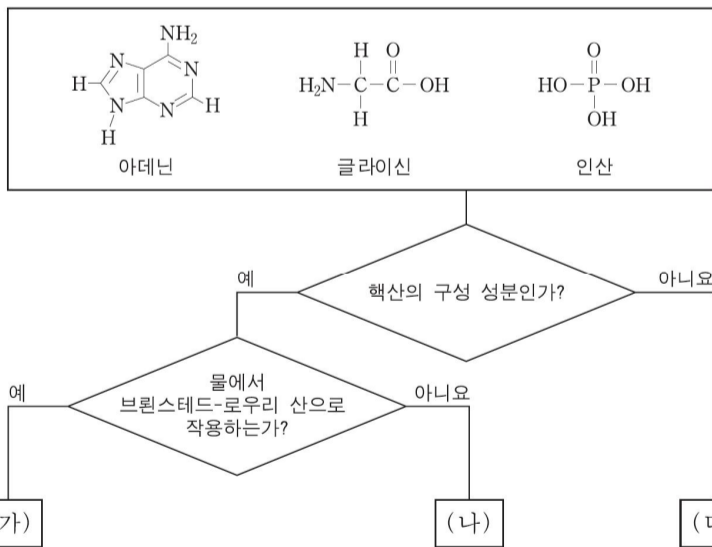 NH₂
N
N
H
N
N
H
H
H O
H₂N-C-C-OH
H
O
HO-P-OH
OH
아데닌 글라이신 인산
핵산의 구성 성분인가?
예
아니요
물에서
브뢴스테드-로우리 산으로
작용하는가?
예
아니요
가)
(나)